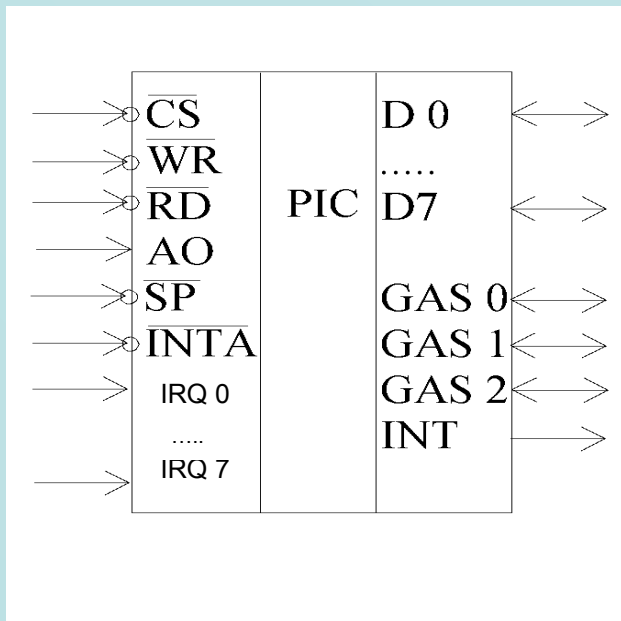 CS
WR
RD
AO
SP
INTA
IRQ 0
.....
IRQ 7
PIC
D 0
.....
D7
GAS 0
GAS 1
GAS 2
INT